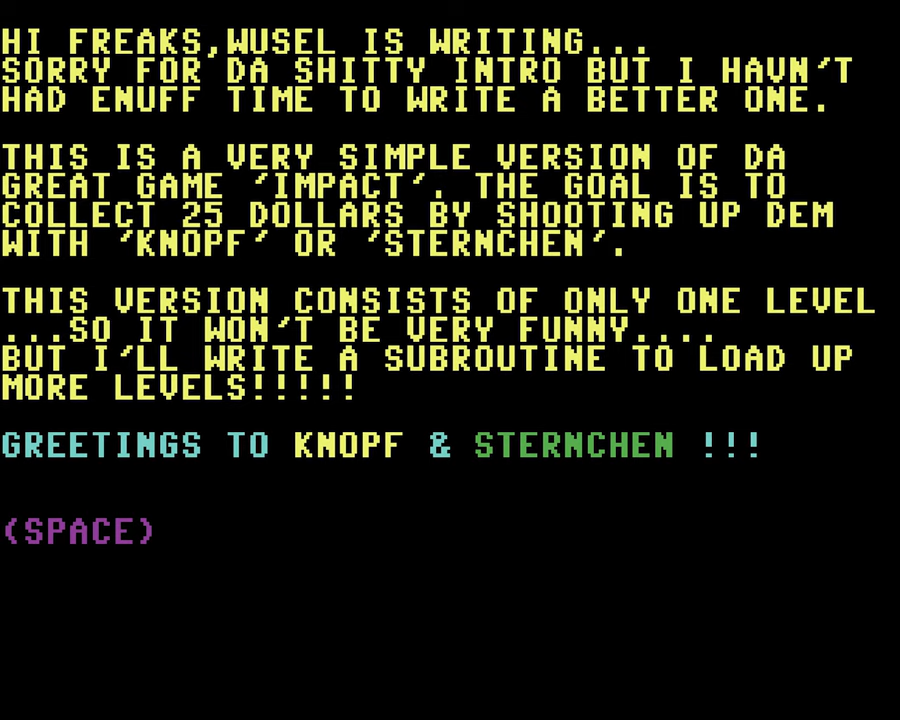 HI FREAKS,WUSEL IS WRITING...
SORRY FOR DA SHITTY INTRO BUT I HAVN'T
HAD ENUFF TIME TO WRITE A BETTER ONE.
THIS IS A VERY SIMPLE VERSION OF DA
GREAT GAME 'IMPACT'. THE GOAL IS TO
COLLECT 25 DOLLARS BY SHOOTING UP DEM
WITH 'KNOPF' OR 'STERNCHEN'.
THIS VERSION CONSISTS OF ONLY ONE LEVEL
...SO IT WON'T BE VERY FUNNY....
BUT I'LL WRITE A SUBROUTINE TO LOAD UP
MORE LEVELS!!!!!
GREETINGS TO KNOPF & STERNCHEN !!!
(SPACE)